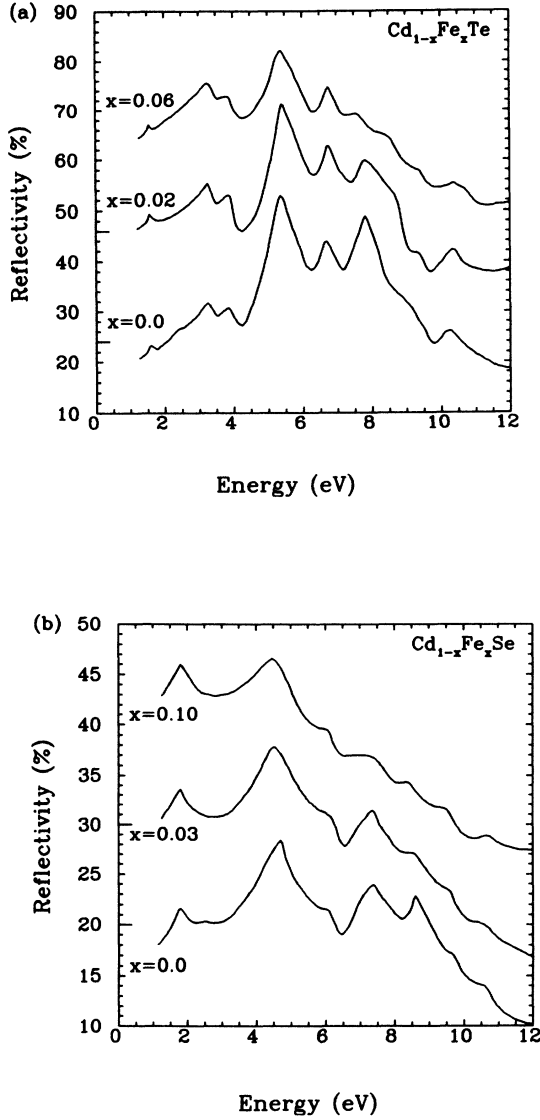 (a)
90
80
70
60
50
40
30
20
10
Reflectivity (%)
Cd1-xFexTe
x=0.06
x=0.02
x=0.0
0 2 4 6 8 10 12
Energy (eV)
(b)
50
45
40
35
30
25
20
15
10
Reflectivity (%)
Cd1-xFexSe
x=0.10
x=0.03
x=0.0
0 2 4 6 8 10 12
Energy (eV)